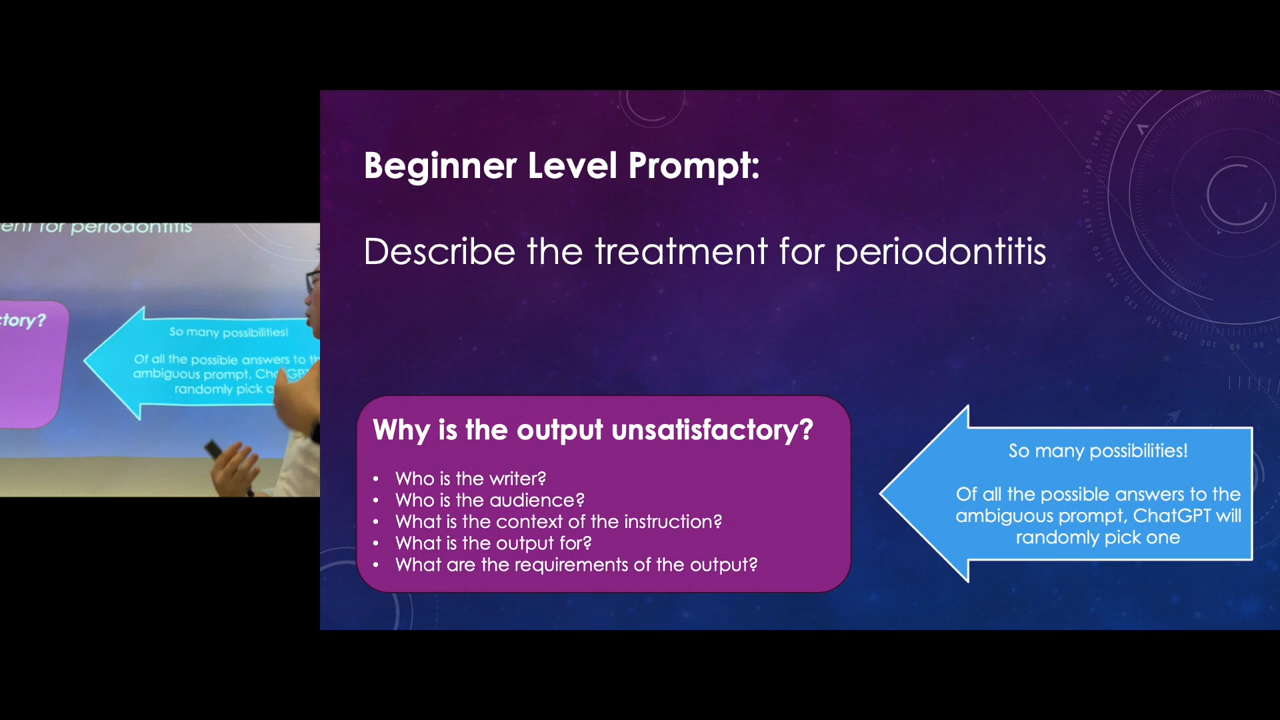 ent for periodontitis
ctory?
So many possibilities!
Of all the possible answers to th
ambiguous prompt, ChatGPT
randomly pick o
Beginner Level Prompt:
Describe the treatment for periodontitis
Why is the output unsatisfactory?
• Who is the writer?
• Who is the audience?
• What is the context of the instruction?
• What is the output for?
• What are the requirements of the output?
So many possibilities!
Of all the possible answers to the
ambiguous prompt, ChatGPT will
randomly pick one